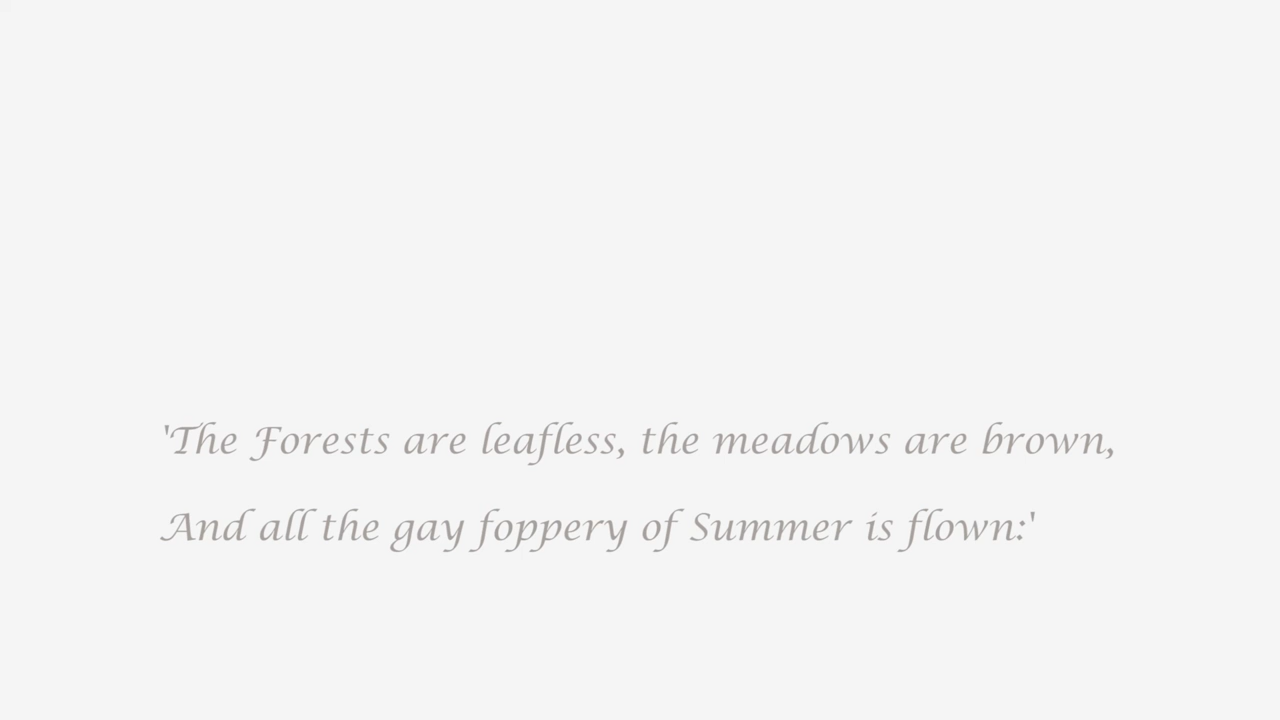 'The Forests are leafless, the meadows are brown,
And all the gay foppery of Summer is flown:'